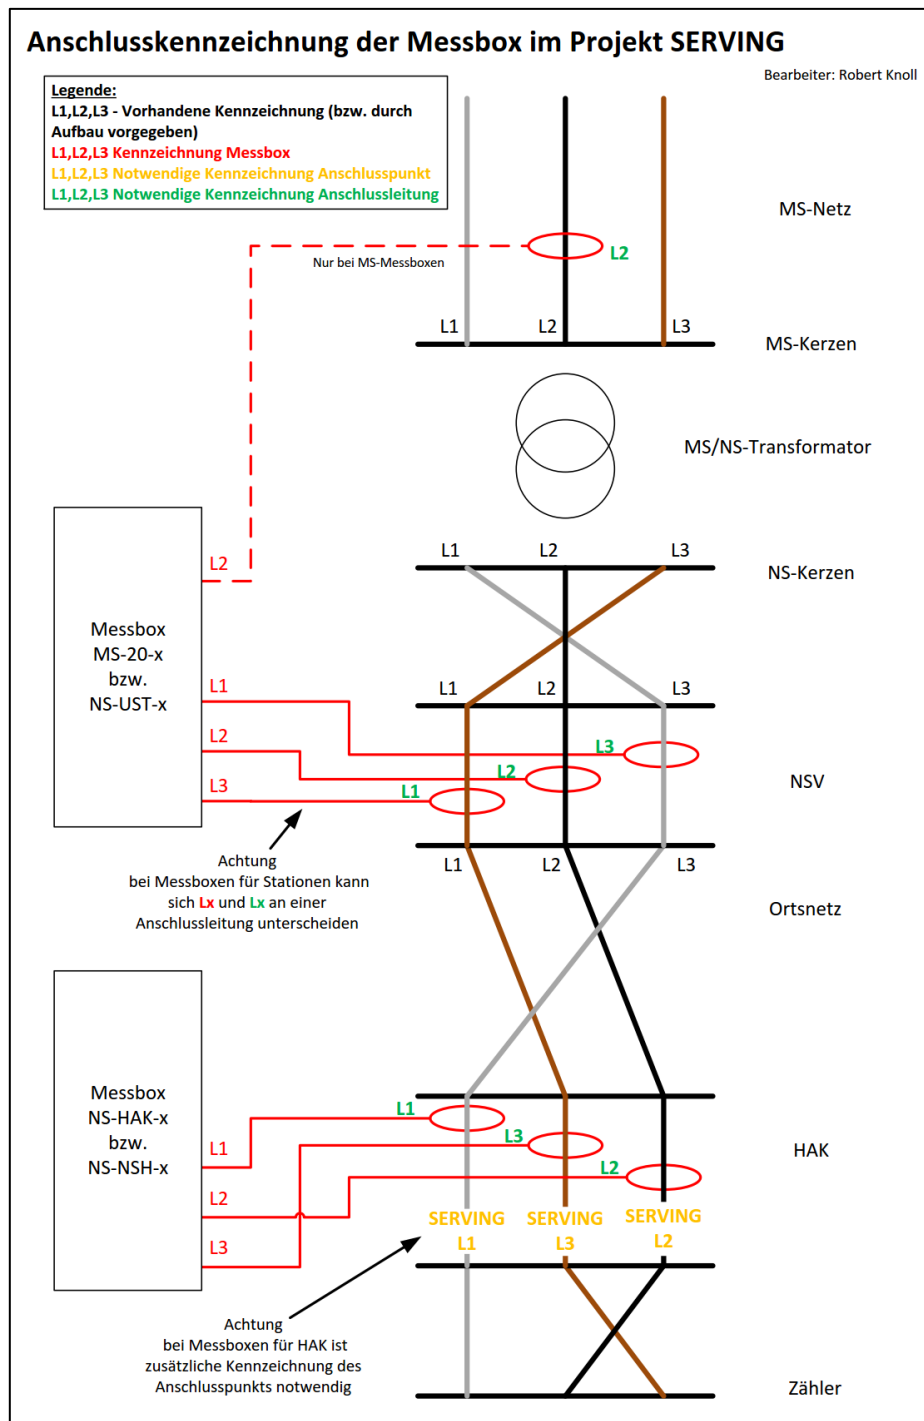 Anschlusskennzeichnung der Messbox im Projekt SERVING
Bearbeiter: Robert Knoll
Legende:
L1,L2,L3 - Vorhandene Kennzeichnung (bzw. durch
Aufbau vorgegeben)
L1,L2,L3 Kennzeichnung Messbox
L1,L2,L3 Notwendige Kennzeichnung Anschlusspunkt
L1,L2,L3 Notwendige Kennzeichnung Anschlussleitung
MS-Netz
L2
Nur bei MS-Messboxen
L1 L2 L3
MS-Kerzen
MS/NS-Transformator
L1 L2 L3
NS-Kerzen
L2
Messbox
MS-20-x
bzw.
NS-UST-x
L1
L2
L3
L1 L2 L3
L3
L2
L1
NSV
L1 L2 L3
Achtung
bei Messboxen für Stationen kann
sich Lx und Lx an einer
Anschlussleitung unterscheiden
Ortsnetz
Messbox
NS-HAK-x
bzw.
NS-NSH-x
L1
L2
L3
L1
L3
L2
HAK
SERVING SERVING SERVING
L1 L3 L2
Achtung
bei Messboxen für HAK ist
zusätzliche Kennzeichnung des
Anschlusspunkts notwendig
Zähler